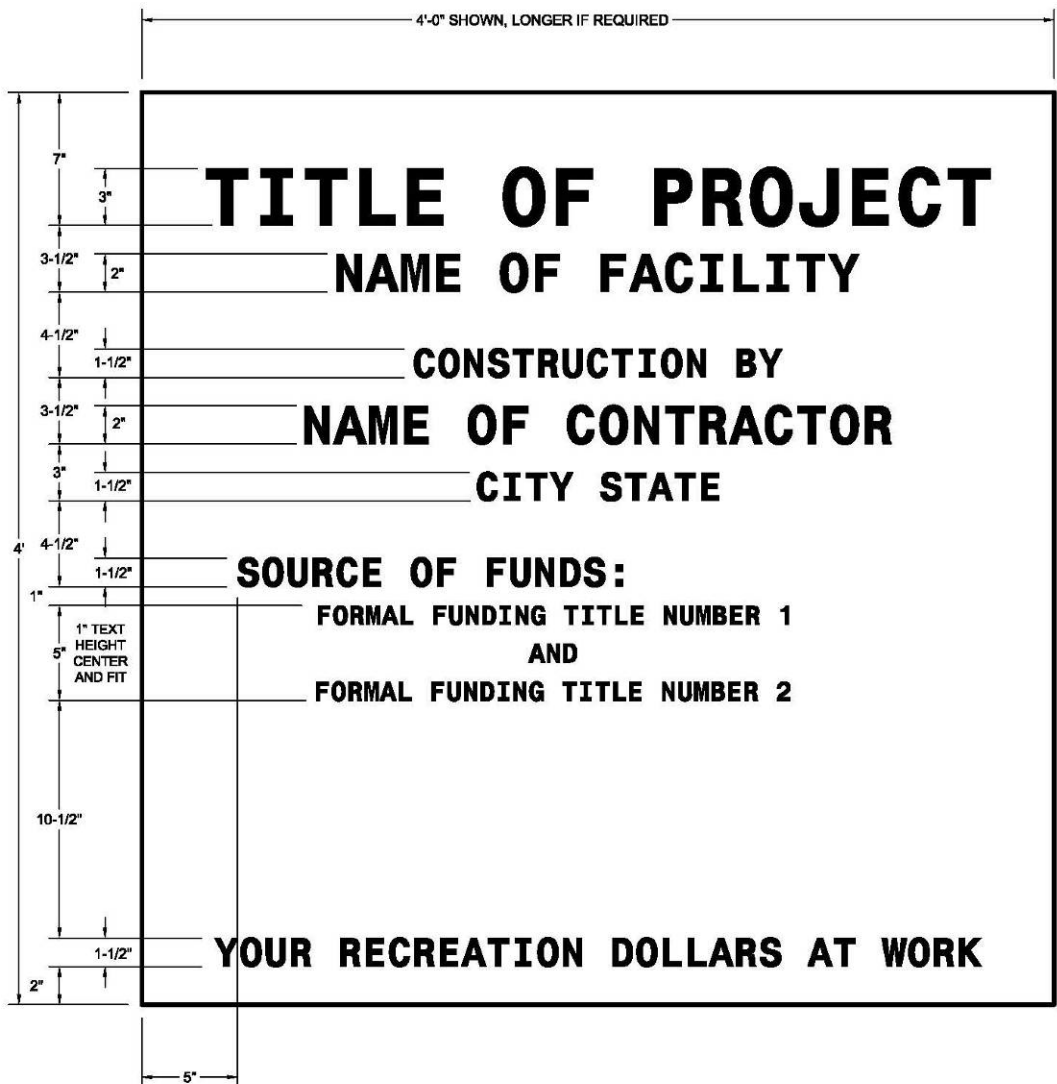 4'-0" SHOWN, LONGER IF REQUIRED
7"
3"
TITLE OF PROJECT
3-1/2"
2"
NAME OF FACILITY
4-1/2"
1-1/2"
CONSTRUCTION BY
3-1/2"
2"
NAME OF CONTRACTOR
3"
1-1/2"
CITY STATE
4'
4-1/2"
1-1/2"
SOURCE OF FUNDS:
1"
5"
1" TEXT
HEIGHT
CENTER
AND FIT
FORMAL FUNDING TITLE NUMBER 1
AND
FORMAL FUNDING TITLE NUMBER 2
10-1/2"
1-1/2"
YOUR RECREATION DOLLARS AT WORK
2"
5"